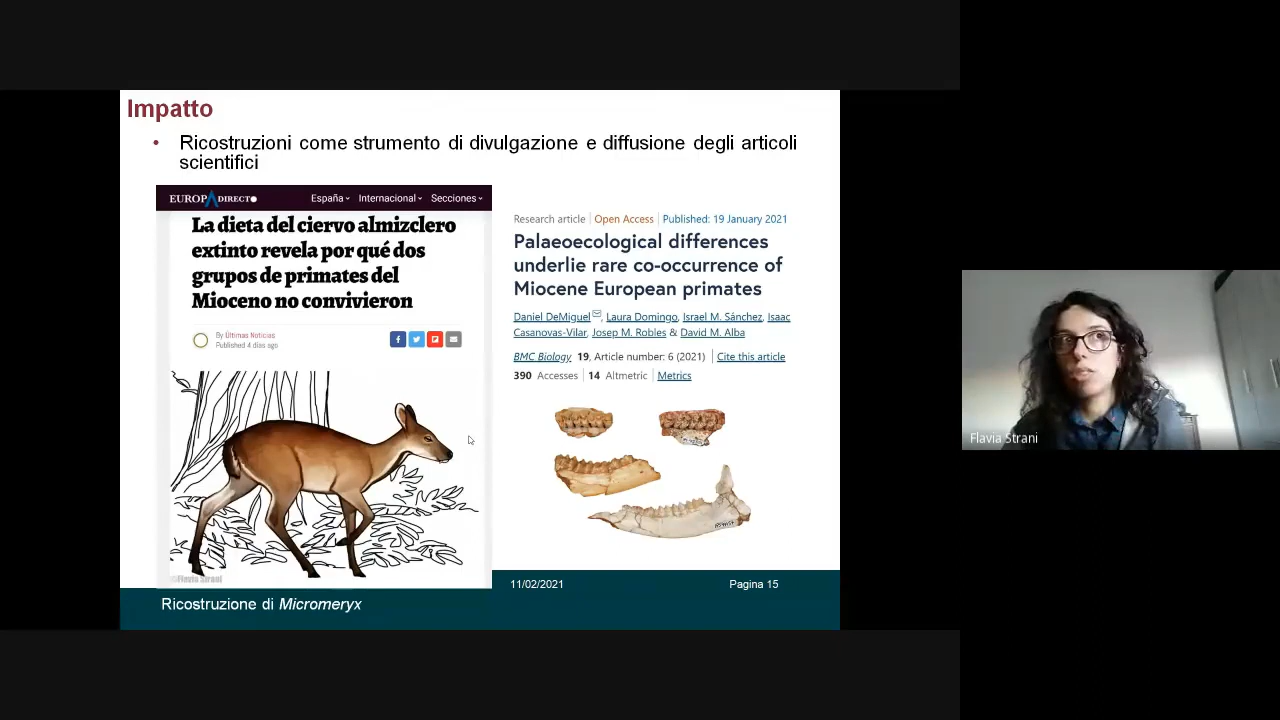 Impatto
• Ricostruzioni come strumento di divulgazione e diffusione degli articoli
scientifici
EUROPA DIRECTO
España Internacional Secciones
La dieta del ciervo almizclero
extinto revela por qué dos
grupos de primates del
Mioceno no convivieron
By Últimas Noticias
Published 4 días ago
©Flavia Strani
Research article | Open Access | Published: 19 January 2021
Palaeoecological differences
underlie rare co-occurrence of
Miocene European primates
Daniel DeMiguel, Laura Domingo, Israel M. Sánchez, Isaac
Casanovas-Vilar, Josep M. Robles & David M. Alba
BMC Biology 19, Article number: 6 (2021) | Cite this article
390 Accesses | 14 Altmetric | Metrics
11/02/2021
Pagina 15
Ricostruzione di Micromeryx
Flavia Strani